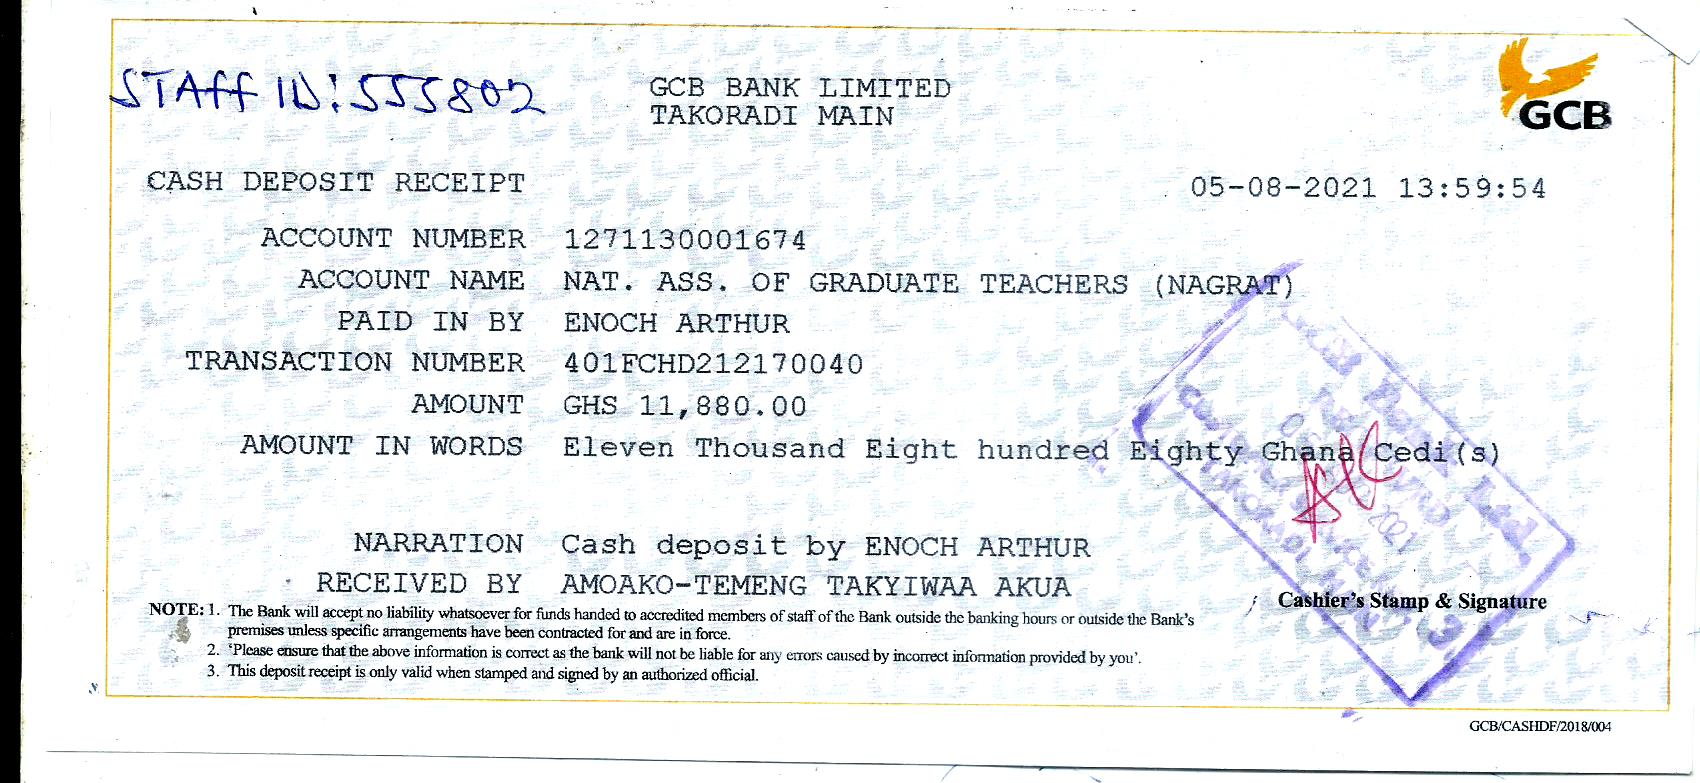 STAFF ID: 555802
GCB BANK LIMITED
TAKORADI MAIN
GCB
CASH DEPOSIT RECEIPT 05-08-2021 13:59:54
ACCOUNT NUMBER 1271130001674
ACCOUNT NAME NAT. ASS. OF GRADUATE TEACHERS (NAGRAT)
PAID IN BY ENOCH ARTHUR
TRANSACTION NUMBER 401FCHD212170040
AMOUNT GHS 11,880.00
AMOUNT IN WORDS Eleven Thousand Eight hundred Eighty Ghana Cedi(s)
NARRATION Cash deposit by ENOCH ARTHUR
RECEIVED BY AMOAKO-TEMENG TAKYIWAA AKUA
Cashier's Stamp & Signature
NOTE: 1. The Bank will accept no liability whatsoever for funds handed to accredited members of staff of the Bank outside the banking hours or outside the Bank's
premises unless specific arrangements have been contracted for and are in force.
2. 'Please ensure that the above information is correct as the bank will not be liable for any errors caused by incorrect information provided by you'.
3. This deposit receipt is only valid when stamped and signed by an authorized official.
GCB/CASHDF/2018/004